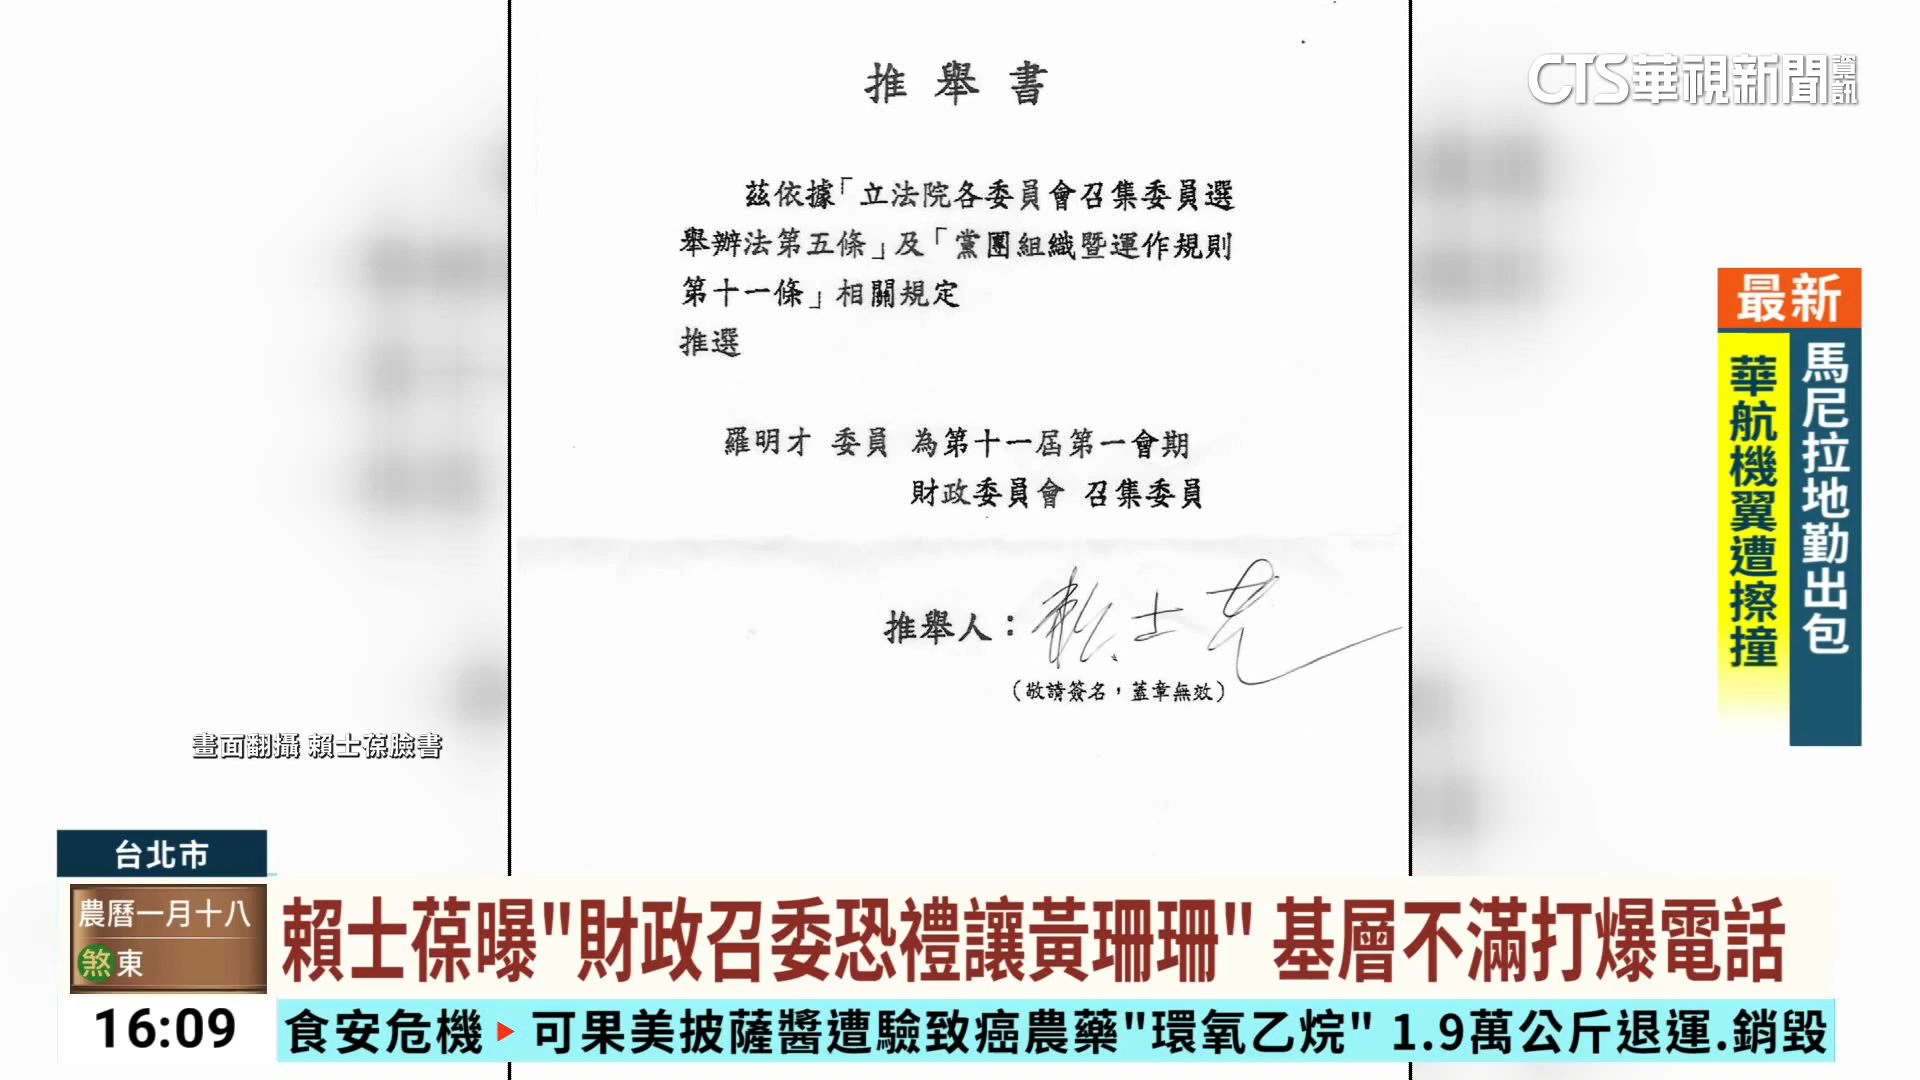 推舉書
CTS華視新聞資訊
茲依據「立法院各委員會召集委員選
舉辦法第五條」及「黨團組織暨運作規則
第十一條」相關規定
推選
羅明才 委員 為第十一屆第一會期
財政委員會 召集委員
推舉人：賴士葆
（敬請簽名，蓋章無效）
最新
馬尼拉地勤出包
華航機翼遭擦撞
畫面翻攝 賴士葆臉書
台北市
農曆一月十八
煞東
賴士葆曝"財政召委恐禮讓黃珊珊" 基層不滿打爆電話
16:09
食安危機▶可果美披薩醬遭驗致癌農藥"環氧乙烷" 1.9萬公斤退運.銷毀